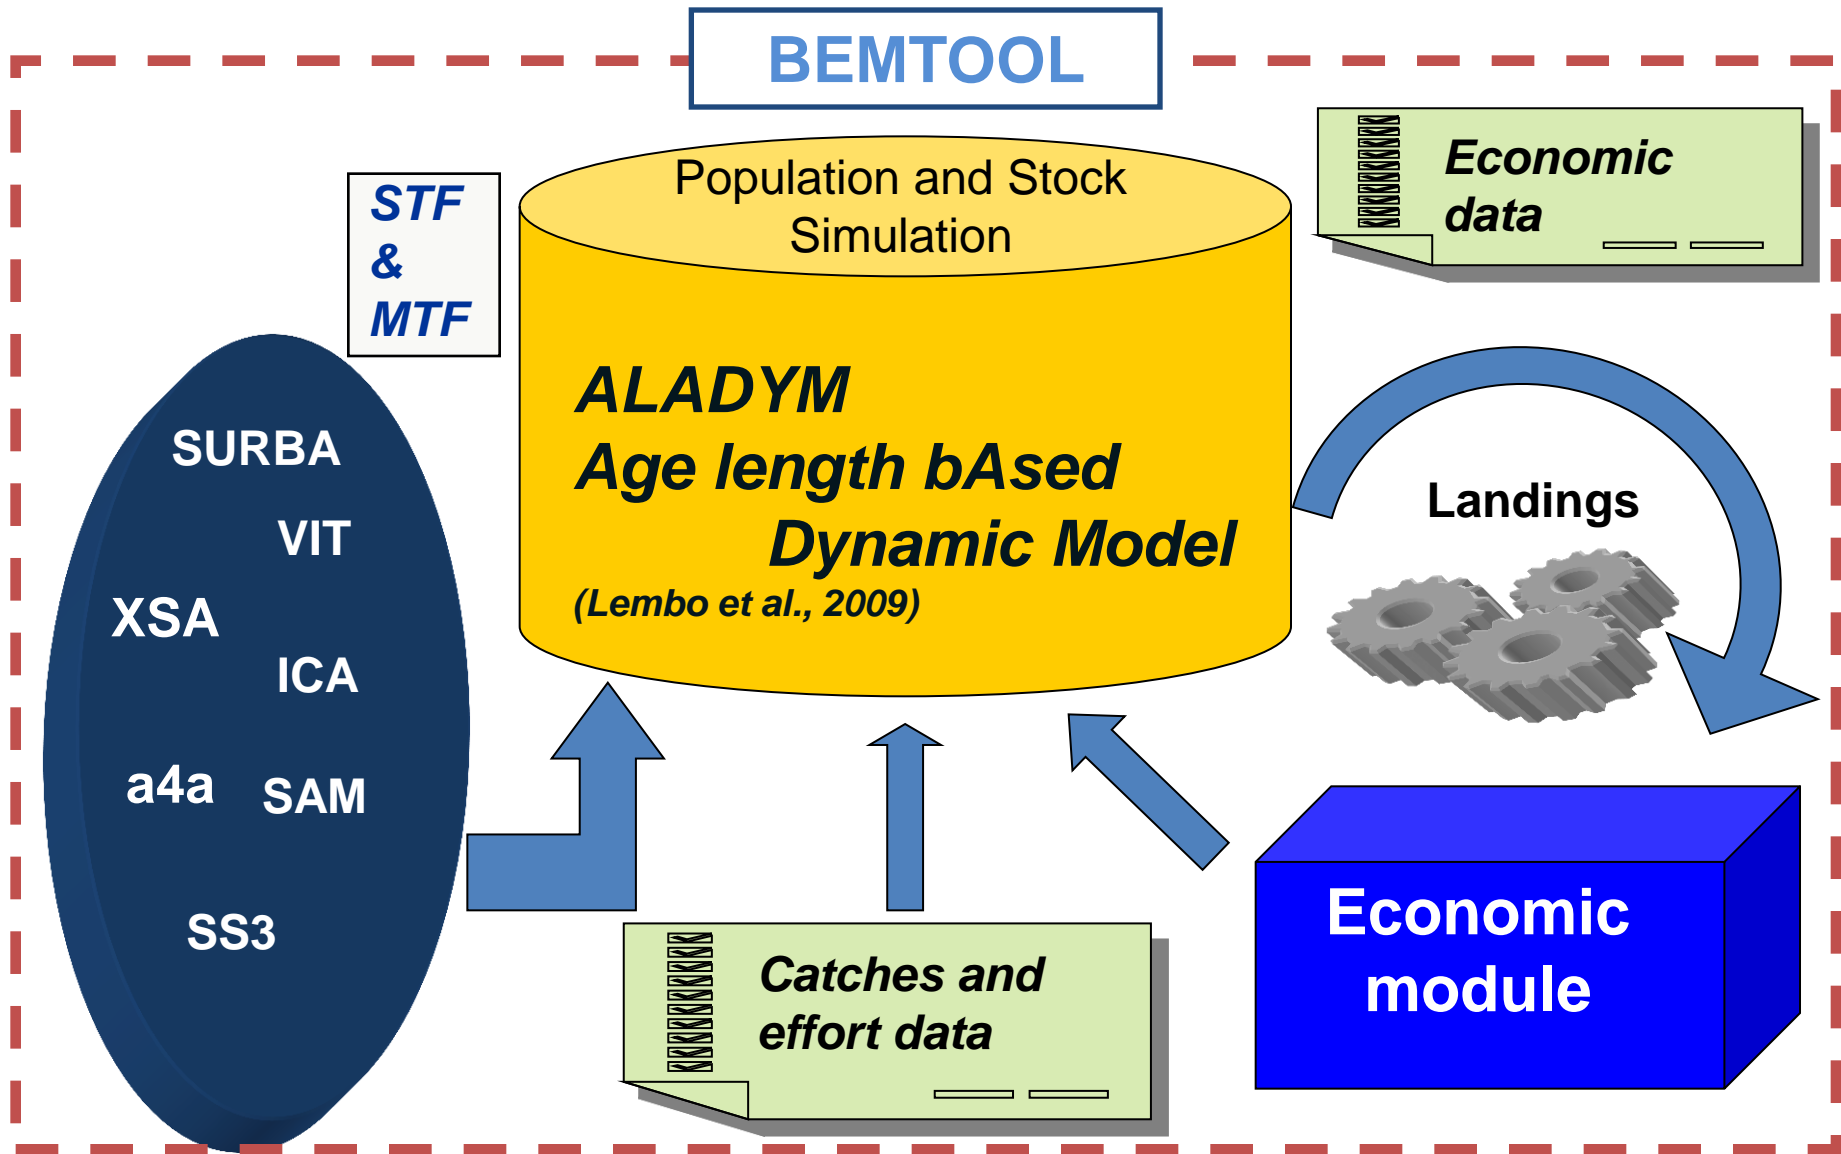 BEMTOOL
Population and Stock
Simulation
Economic
data
STF
&
MTF
ALADYM
Age length bAsed
Dynamic Model
(Lembo et al., 2009)
SURBA
VIT
XSA
ICA
a4a
SAM
SS3
Landings
Economic
module
Catches and
effort data